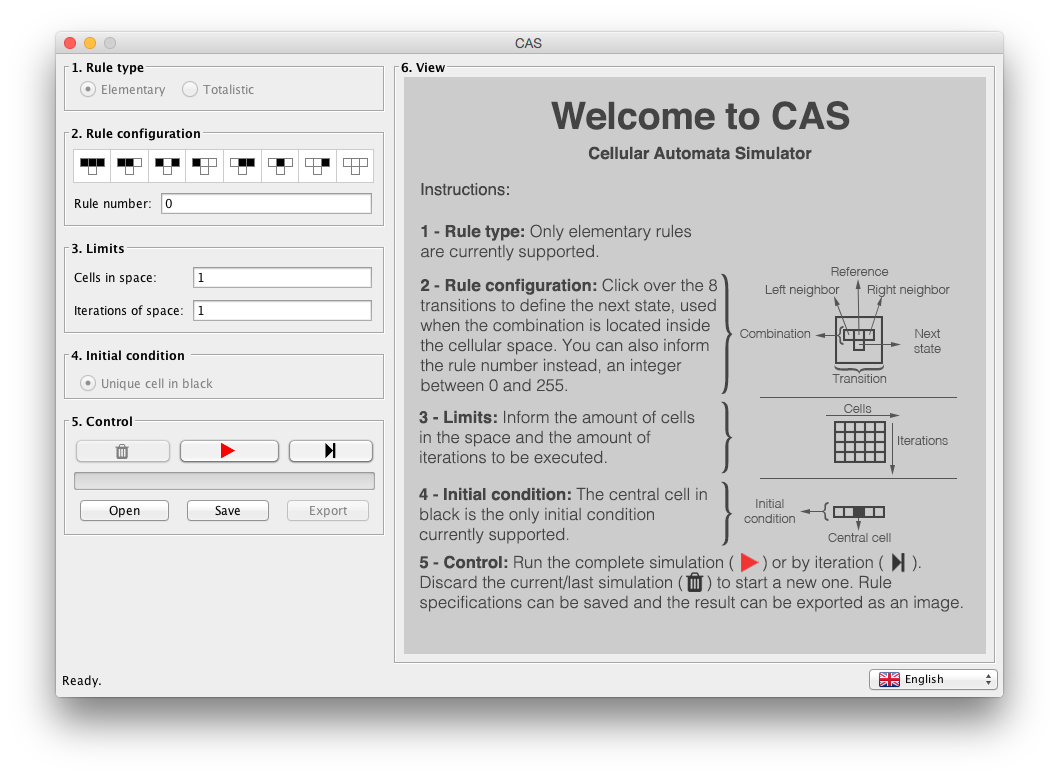 CAS
1. Rule type
Elementary
Totalistic
2. Rule configuration
Rule number:
0
3. Limits
Cells in space:
1
Iterations of space:
1
4. Initial condition
Unique cell in black
5. Control
Open
Save
Export
6. View
Welcome to CAS
Cellular Automata Simulator
Instructions:
1 - Rule type: Only elementary rules
are currently supported.
2 - Rule configuration: Click over the 8
transitions to define the next state, used
when the combination is located inside
the cellular space. You can also inform
the rule number instead, an integer
between 0 and 255.
Reference
Left neighbor
Right neighbor
Combination
Next
state
Transition
3 - Limits: Inform the amount of cells
in the space and the amount of
iterations to be executed.
Cells
Iterations
4 - Initial condition: The central cell in
black is the only initial condition
currently supported.
Initial
condition
Central cell
5 - Control: Run the complete simulation ( ) or by iteration ( ).
Discard the current/last simulation ( ) to start a new one. Rule
specifications can be saved and the result can be exported as an image.
Ready.
English